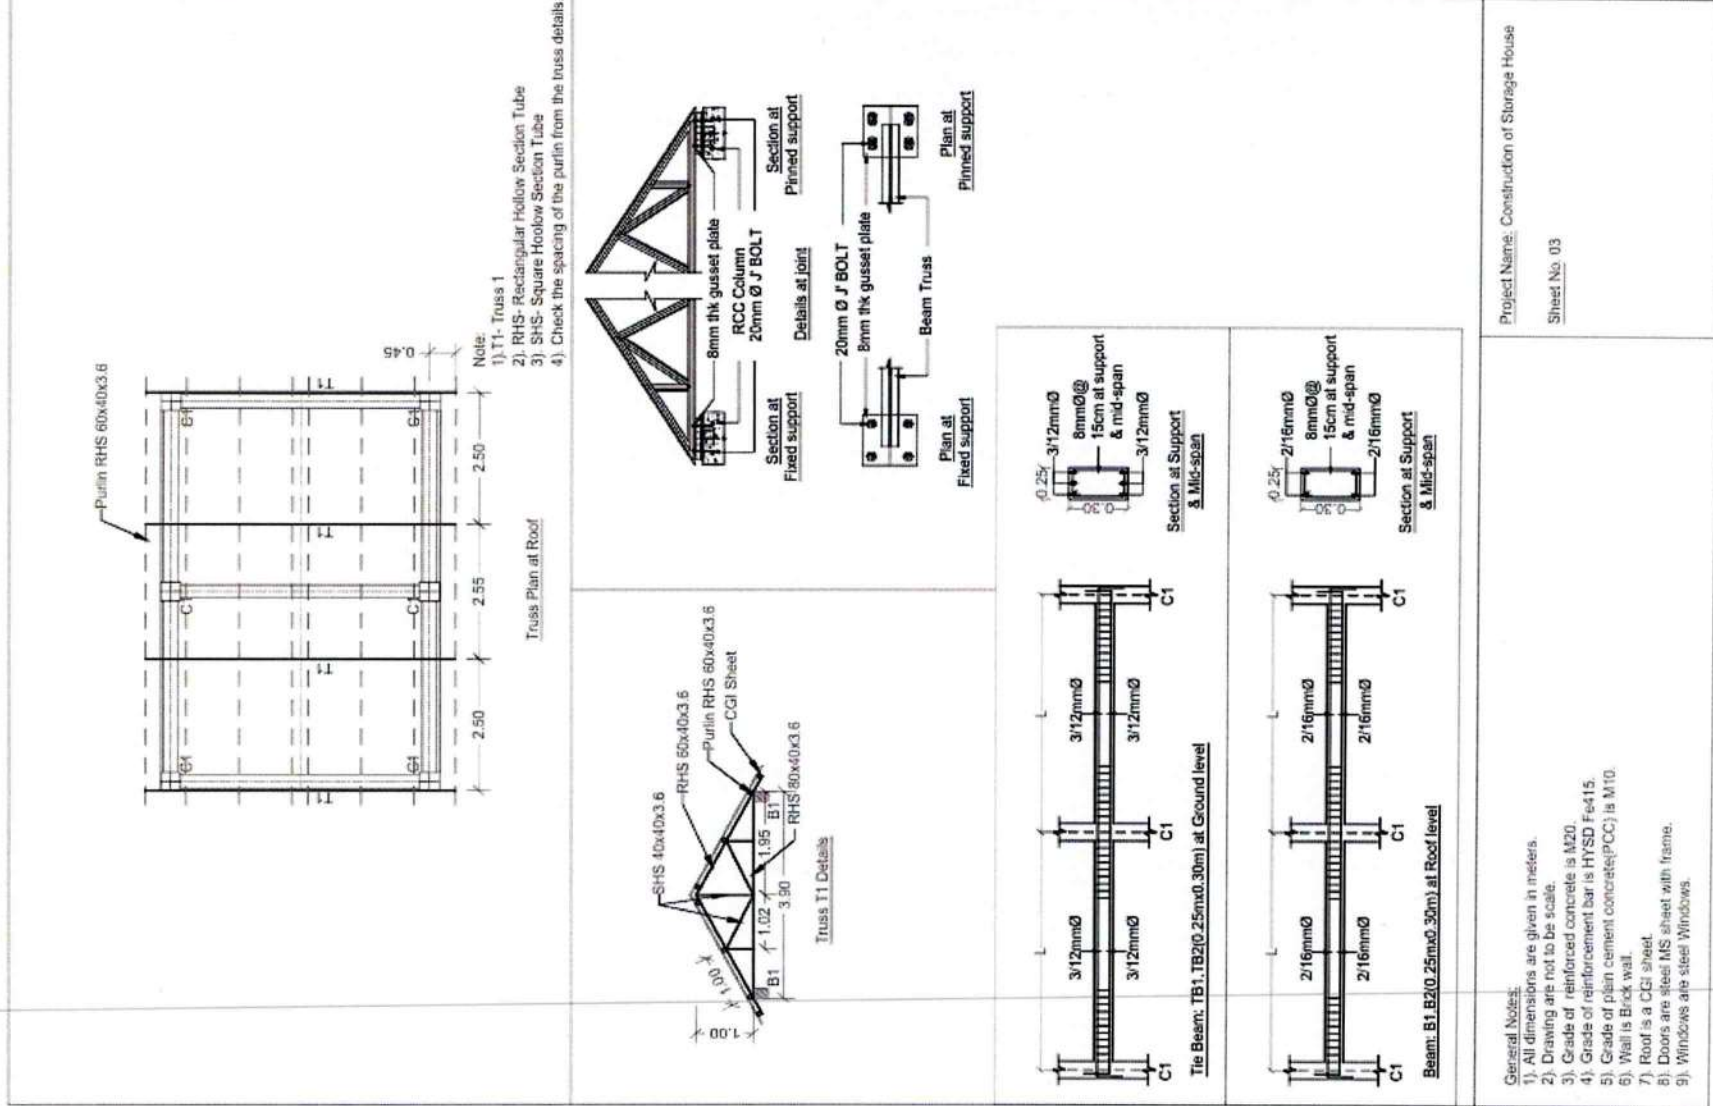 Purlin RHS 60x40x3.6
C1
C1
C1
C
C
C1
T1
T1
T1
T1
0.45
2.50
2.55
2.50
Truss Plan at Roof
Note:
1).T1- Truss 1
2). RHS- Rectangular Hollow Section Tube
3). SHS- Square Hoolow Section Tube
4). Check the spacing of the purlin from the truss details
SHS 40x40x3.6
RHS 60x40x3.6
Purlin RHS 60x40x3.6
CGI Sheet
RHS 80x40x3.6
1.00
1.00
1.02
1.95
3.90
B1
B1
Truss T1 Details
8mm thk gusset plate
RCC Column
20mm Ø J' BOLT
Section at
Fixed support
Details at joint
Section at
Pinned support
20mm Ø J' BOLT
8mm thk gusset plate
Beam Truss
Plan at
Fixed support
Plan at
Pinned support
L
L
3/12mmØ
3/12mmØ
3/12mmØ
3/12mmØ
C1
C1
C1
Tie Beam: TB1,TB2(0.25mx0.30m) at Ground level
0.25
0.30
3/12mmØ
8mmØ@
15cm at support
& mid-span
3/12mmØ
Section at Support
& Mid-span
L
L
2/16mmØ
2/16mmØ
2/16mmØ
2/16mmØ
C1
C1
C1
Beam: B1,B2(0.25mx0.30m) at Roof level
0.25
0.30
2/16mmØ
8mmØ@
15cm at support
& mid-span
2/16mmØ
Section at Support
& Mid-span
General Notes:
1). All dimensions are given in meters.
2). Drawing are not to be scale.
3). Grade of reinforced concrete is M20.
4). Grade of reinforcement bar is HYSD Fe415.
5). Grade of plain cement concrete(PCC) is M10.
6). Wall is Brick wall.
7). Roof is a CGI sheet.
8). Doors are steel MS sheet with frame.
9). Windows are steel Windows.
Project Name: Construction of Storage House
Sheet No. 03